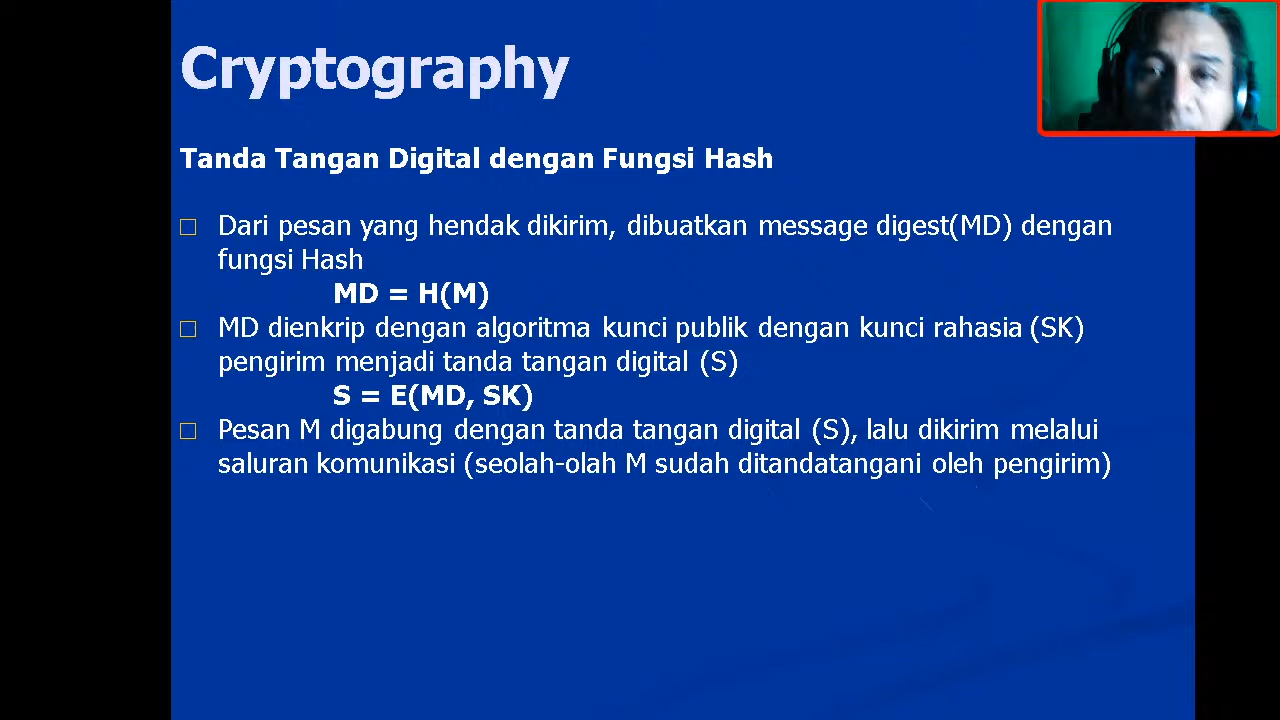 Cryptography
Tanda Tangan Digital dengan Fungsi Hash
Dari pesan yang hendak dikirim, dibuatkan message digest(MD) dengan
fungsi Hash
MD = H(M)
MD dienkrip dengan algoritma kunci publik dengan kunci rahasia (SK)
pengirim menjadi tanda tangan digital (S)
S = E(MD, SK)
Pesan M digabung dengan tanda tangan digital (S), lalu dikirim melalui
saluran komunikasi (seolah-olah M sudah ditandatangani oleh pengirim)